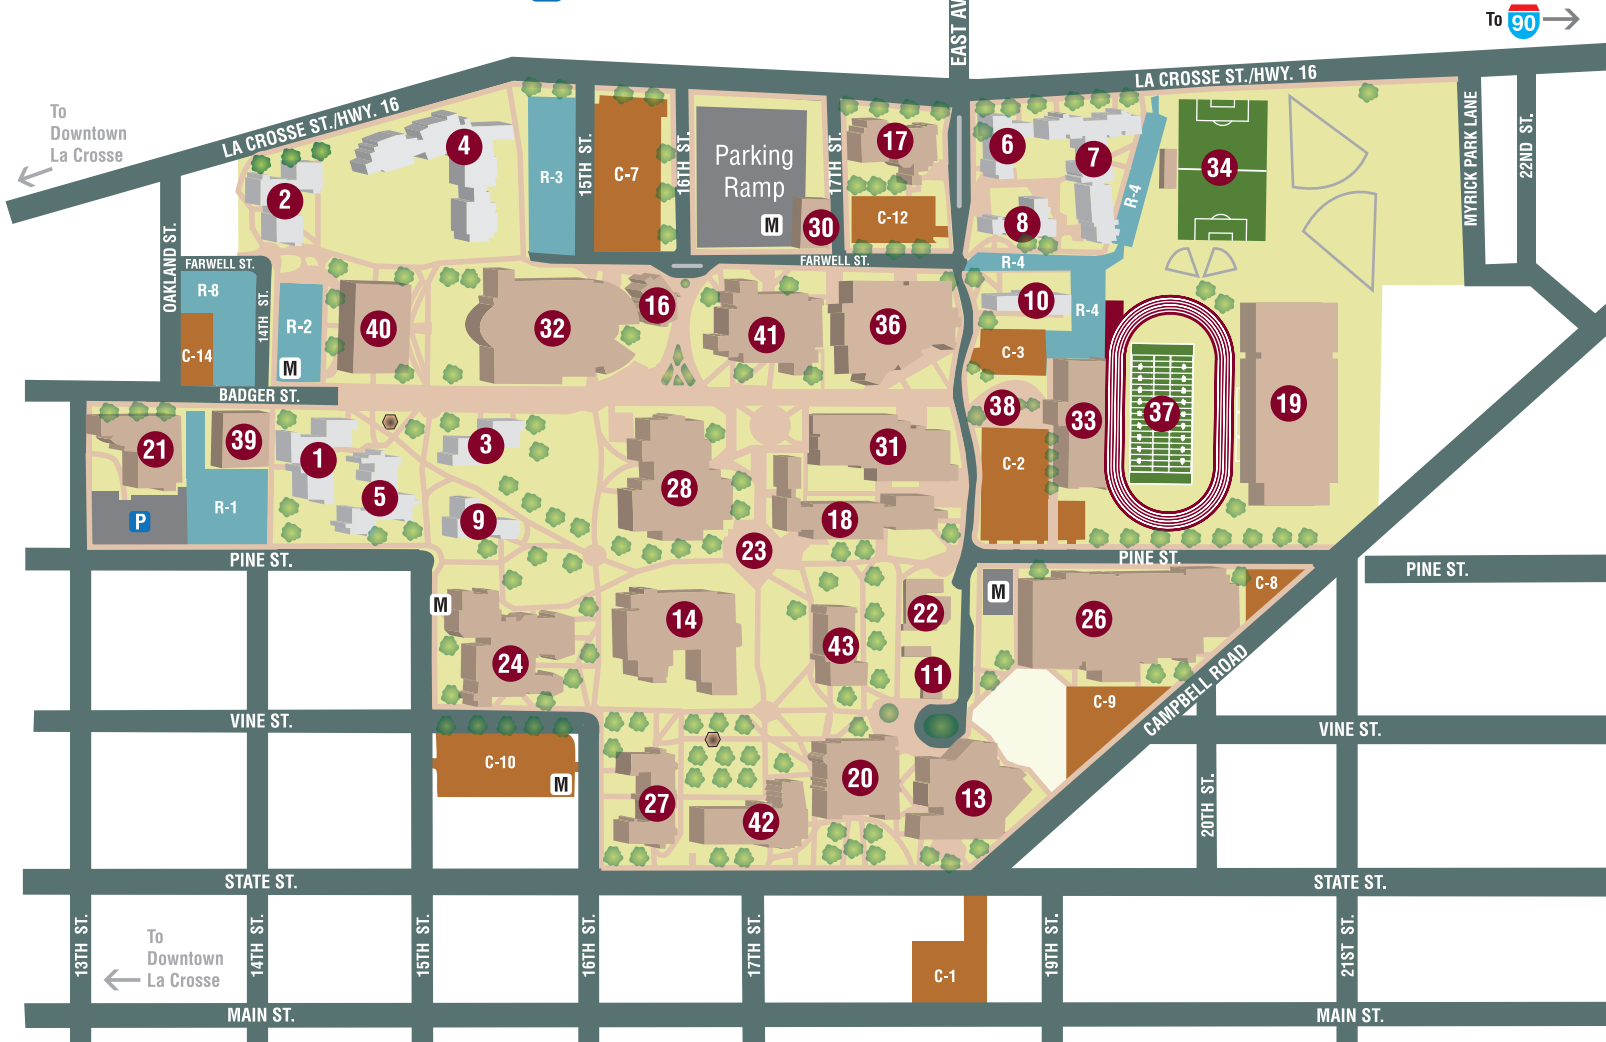 To
90
EAST AV
LA CROSSE ST./HWY. 16
To
Downtown
La Crosse
LA CROSSE ST./HWY. 16
MYRICK PARK LANE
22ND ST.
4
2
R-3
15TH ST.
C-7
16TH ST.
Parking
Ramp
M
30
17TH ST.
17
C-12
6
7
8
R-4
34
OAKLAND ST.
FARWELL ST.
FARWELL ST.
R-4
R-8
C-14
14TH ST.
R-2
M
40
32
16
41
36
10
R-4
C-3
BADGER ST.
38
33
37
19
21
39
1
3
31
28
C-2
P
R-1
5
9
18
23
PINE ST.
PINE ST.
PINE ST.
M
24
14
43
22
11
M
26
C-8
C-9
CAMPBELL ROAD
VINE ST.
VINE ST.
C-10
M
27
42
20
13
20TH ST.
STATE ST.
STATE ST.
13TH ST.
To
Downtown
La Crosse
14TH ST.
15TH ST.
16TH ST.
17TH ST.
C-1
19TH ST.
21ST ST.
MAIN ST.
MAIN ST.